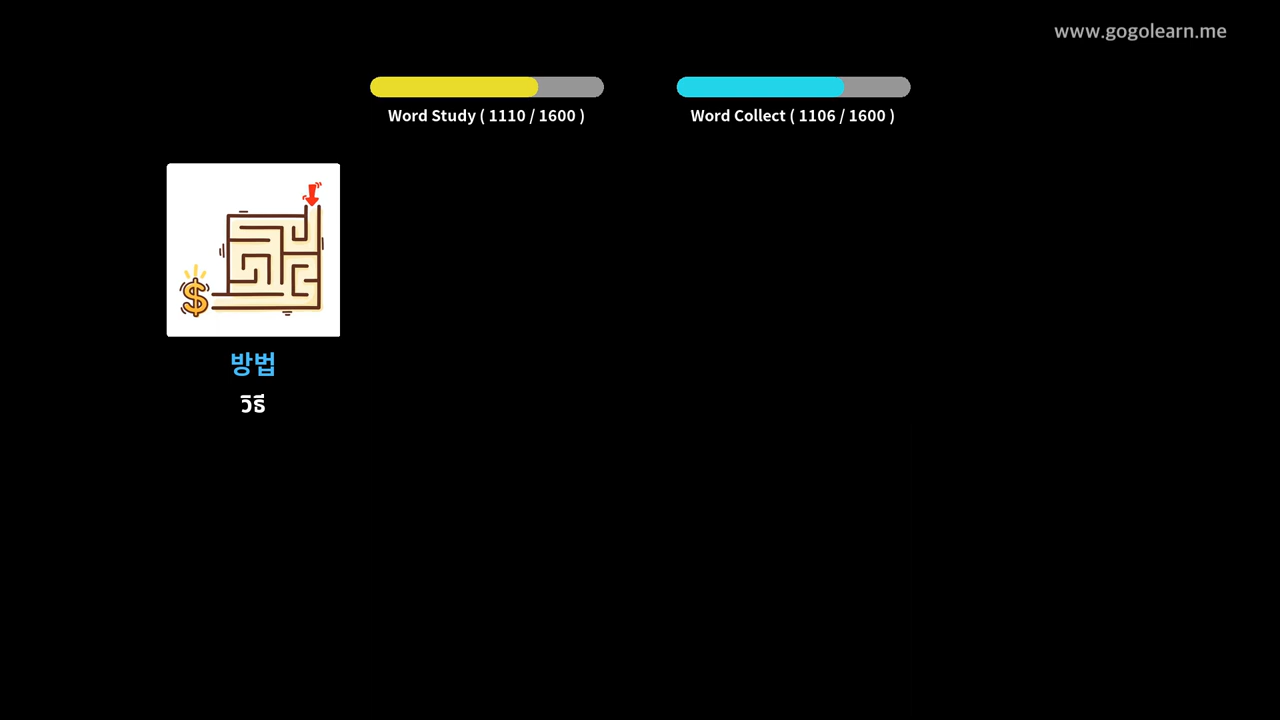 www.gogolearn.me
Word Study ( 1110 / 1600 )
Word Collect ( 1106 / 1600 )
$
방법
วิธี